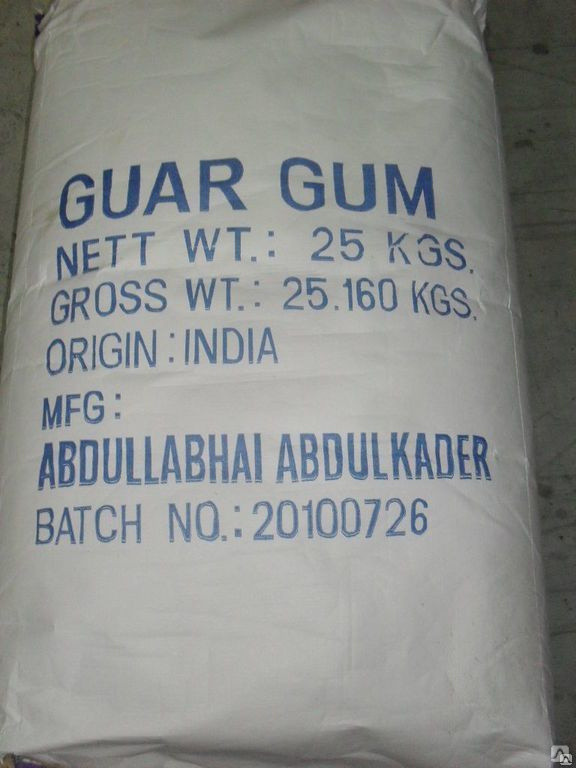 GUAR GUM
NETT WT.: 25 KGS.
GROSS WT.: 25.160 KGS.
ORIGIN : INDIA
MFG :
ABDULLABHAI ABDULKADER
BATCH NO.: 20100726